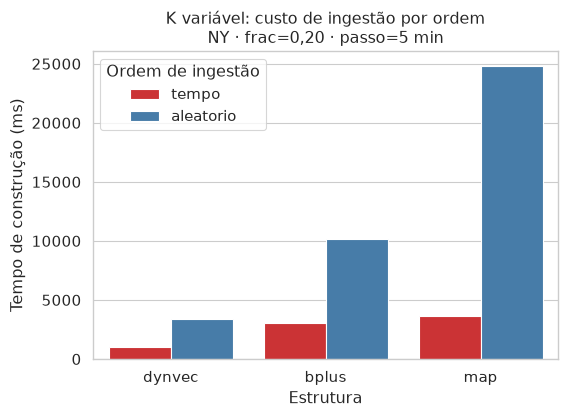 K variável: custo de ingestão por ordem
NY · frac=0,20 · passo=5 min
Ordem de ingestão
tempo
aleatorio
Tempo de construção (ms)
25000
20000
15000
10000
5000
0
dynvec
bplus
map
Estrutura